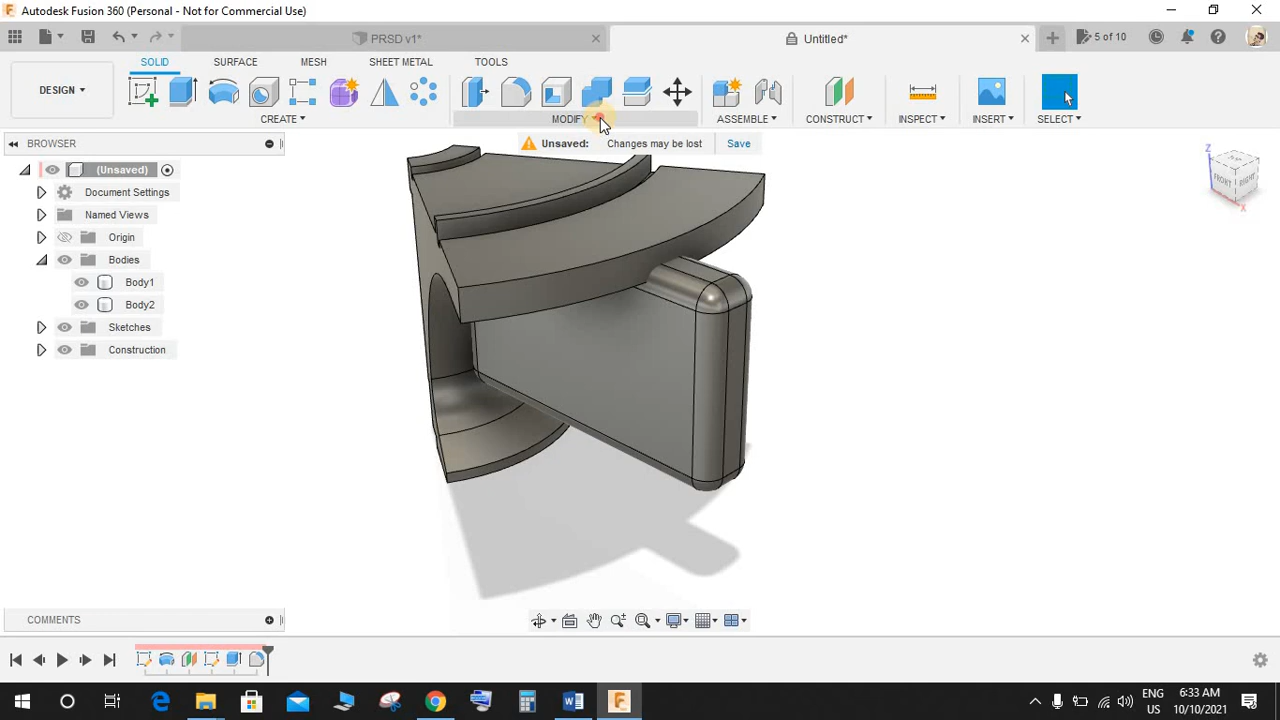 Autodesk Fusion 360 (Personal - Not for Commercial Use)
PRSD v1*
Untitled*
5 of 10
DESIGN
SOLID
SURFACE
MESH
SHEET METAL
TOOLS
CREATE
MODIFY
ASSEMBLE
CONSTRUCT
INSPECT
INSERT
SELECT
BROWSER
Unsaved: Changes may be lost Save
(Unsaved)
Document Settings
Named Views
Origin
Bodies
Body1
Body2
Sketches
Construction
Z
FRONT
RIGHT
X
COMMENTS
ENG
US
6:33 AM
10/10/2021